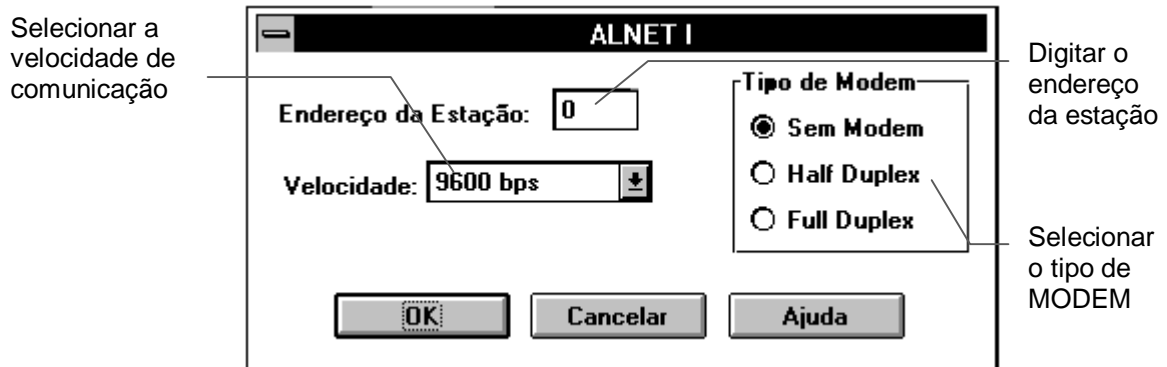 Selecionar a
velocidade de
comunicação
ALNET I
Endereço da Estação: 0
Velocidade: 9600 bps
Tipo de Modem
Sem Modem
Half Duplex
Full Duplex
OK
Cancelar
Ajuda
Digitar o
endereço
da estação
Selecionar
o tipo de
MODEM